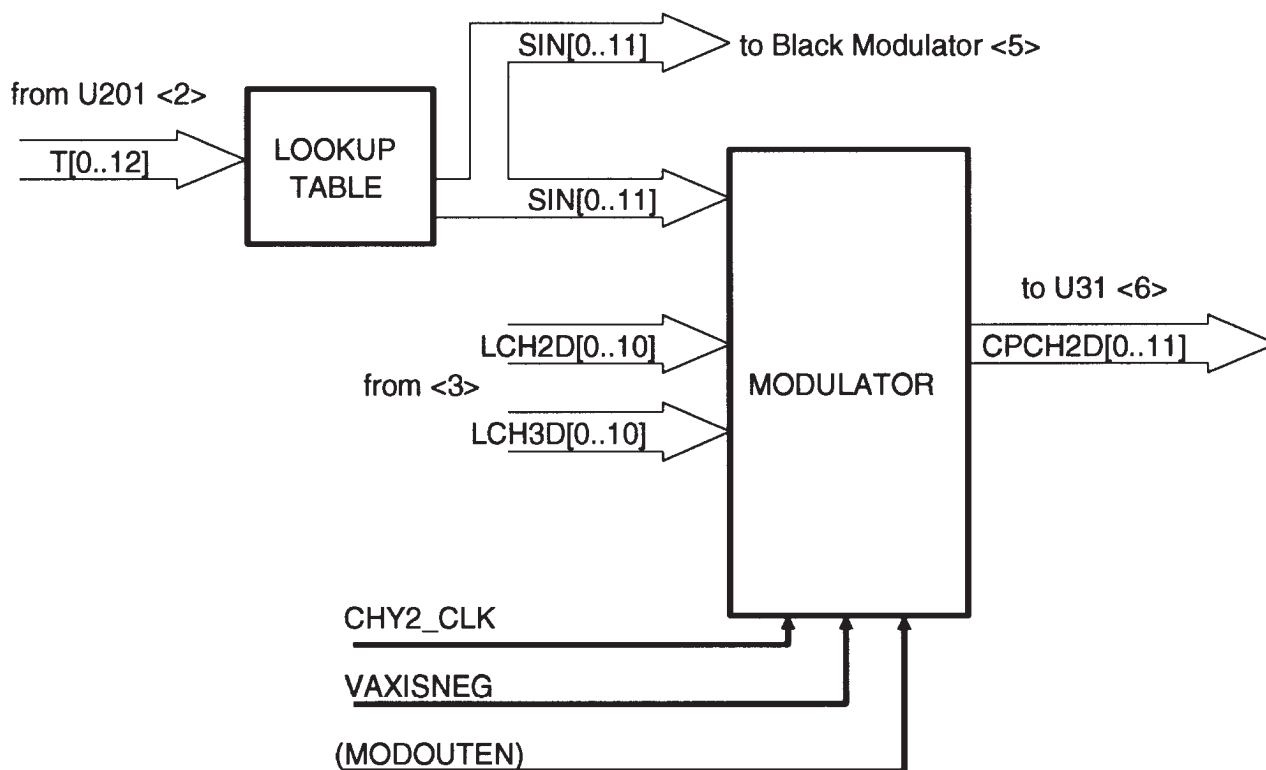 SIN[0..11]
to Black Modulator <5>
from U201 <2>
T[0..12]
LOOKUP
TABLE
SIN[0..11]
to U31 <6>
LCH2D[0..10]
CPCH2D[0..11]
from <3>
MODULATOR
LCH3D[0..10]
CHY2_CLK
VAXISNEG
(MODOUTEN)